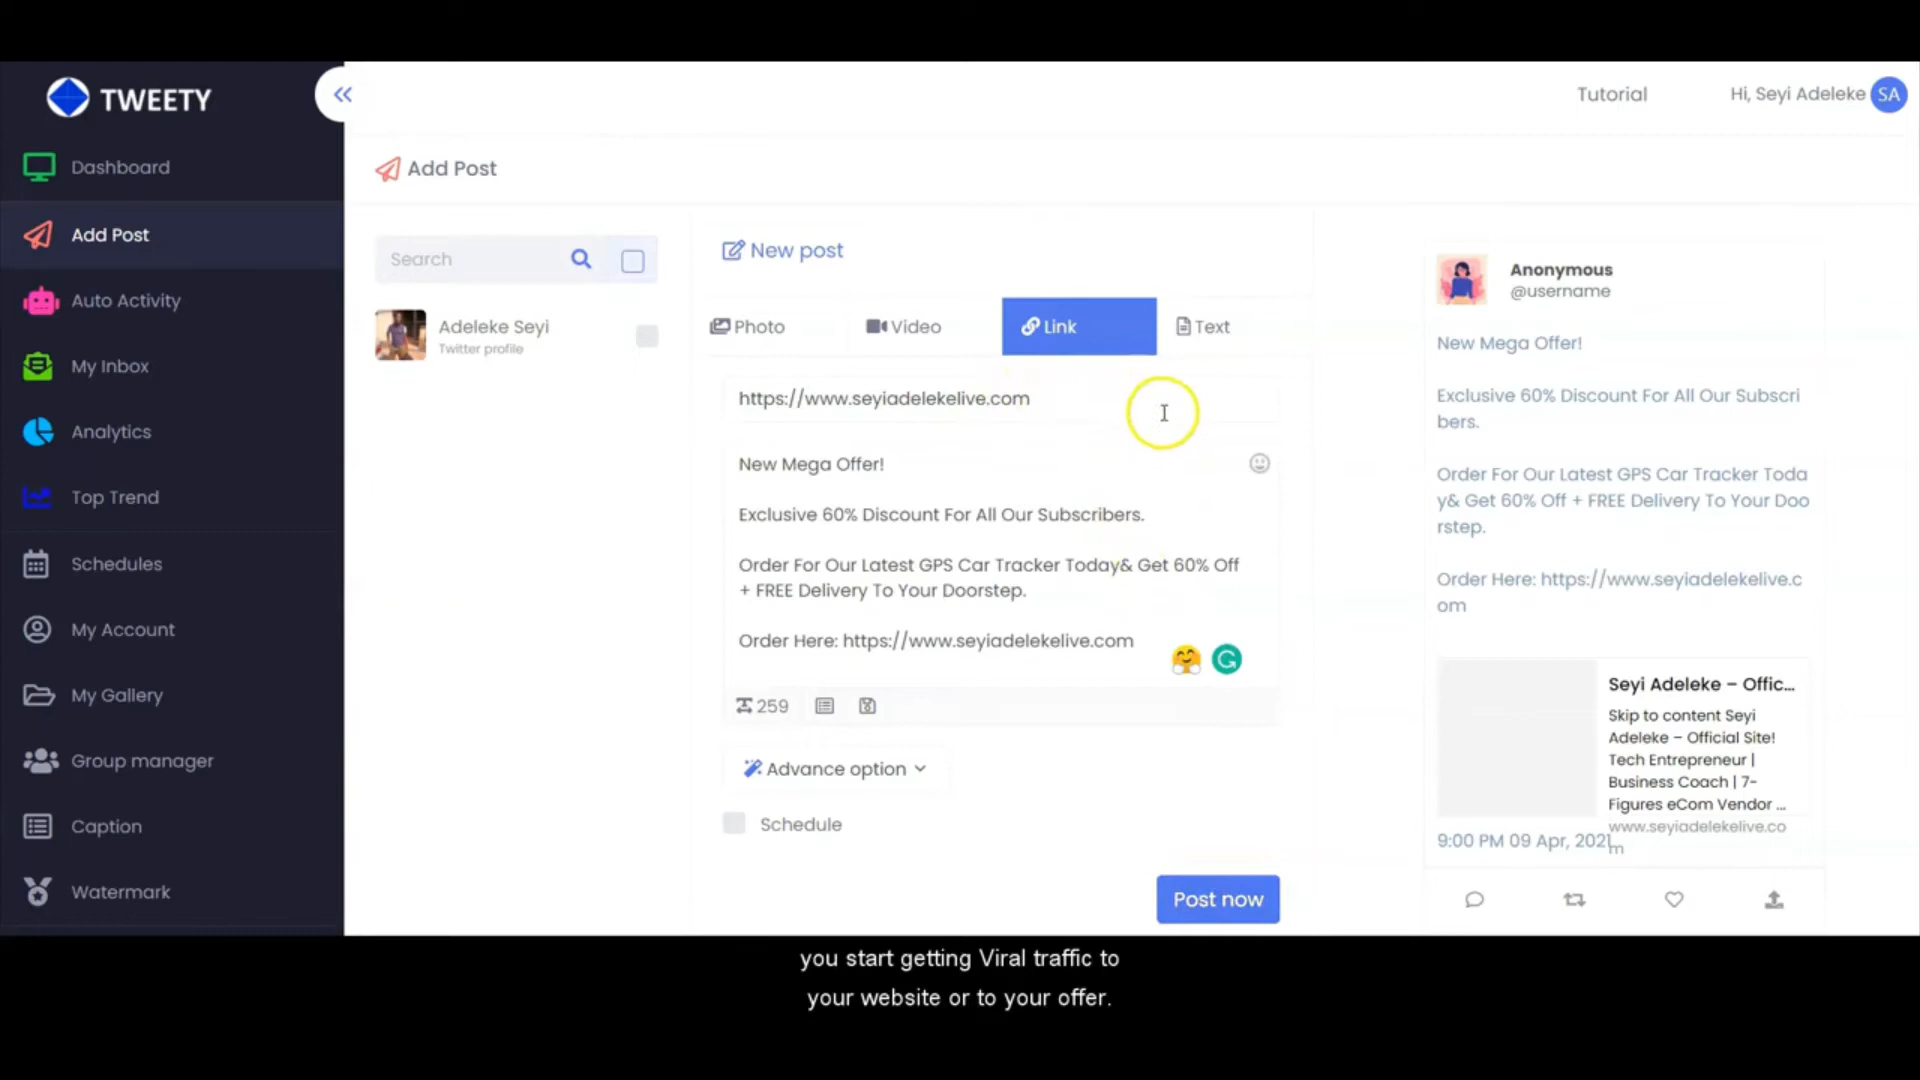 TWEETY
Tutorial
Hi, Seyi Adeleke
SA
Dashboard
Add Post
Auto Activity
My Inbox
Analytics
Top Trend
Schedules
My Account
My Gallery
Group manager
Caption
Watermark
Add Post
Search
Adeleke Seyi
Twitter profile
New post
Photo
Video
Link
Text
https://www.seyiadelekelive.com
New Mega Offer!
Exclusive 60% Discount For All Our Subscribers.
Order For Our Latest GPS Car Tracker Today& Get 60% Off
+ FREE Delivery To Your Doorstep.
Order Here: https://www.seyiadelekelive.com
259
Advance option
Schedule
Post now
Anonymous
@username
New Mega Offer!
Exclusive 60% Discount For All Our Subscri
bers.
Order For Our Latest GPS Car Tracker Toda
y& Get 60% Off + FREE Delivery To Your Doo
rstep.
Order Here: https://www.seyiadelekelive.c
om
Seyi Adeleke – Offic...
Skip to content Seyi
Adeleke – Official Site!
Tech Entrepreneur |
Business Coach | 7-
Figures eCom Vendor ...
www.seyiadelekelive.co
m
9:00 PM 09 Apr, 2021
you start getting Viral traffic to
your website or to your offer.